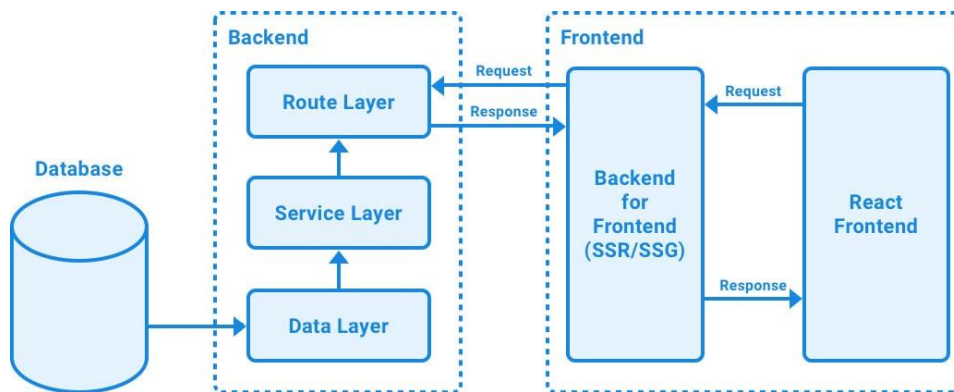 Backend
Frontend
Request
Request
Route Layer
Response
Database
Backend
for
Frontend
(SSR/SSG)
React
Frontend
Service Layer
Response
Data Layer